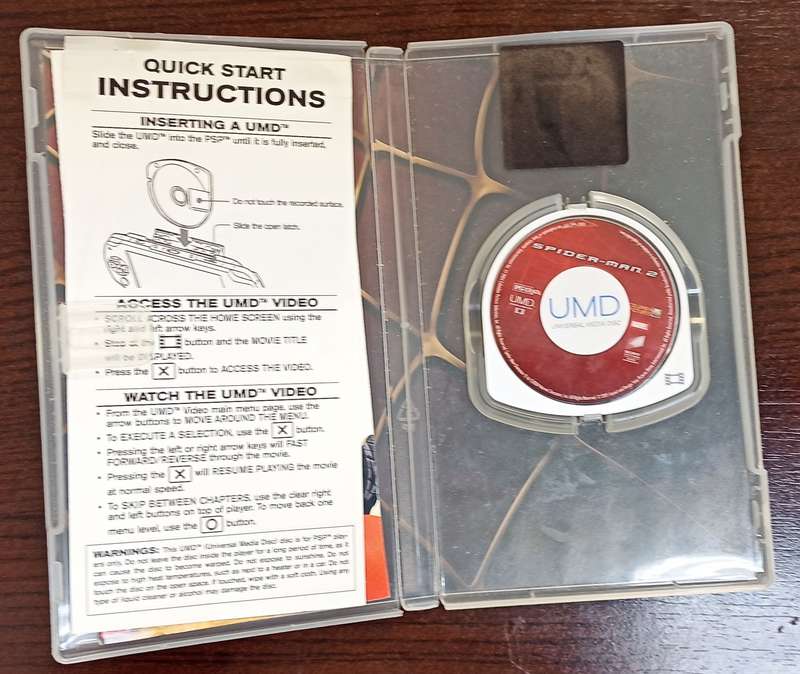 QUICK START
INSTRUCTIONS
INSERTING A UMD™
Slide the UMD™ into the PSP™ until it is fully inserted,
and close.
Do not touch the recorded surface.
Slide the open latch.
ACCESS THE UMD™ VIDEO
• SCROLL ACROSS THE HOME SCREEN using the
right and left arrow keys.
• Stop at the button and the MOVIE TITLE
will be DISPLAYED.
• Press the X button to ACCESS THE VIDEO.
WATCH THE UMD™ VIDEO
• From the UMD™ Video main menu page, use the
arrow buttons to MOVE AROUND THE MENU.
• To EXECUTE A SELECTION, use the X button.
• Pressing the left or right arrow keys will FAST
FORWARD/REVERSE through the movie.
• Pressing the X will RESUME PLAYING the movie
at normal speed.
• To SKIP BETWEEN CHAPTERS, use the clear right
and left buttons on top of player. To move back one
menu level, use the O button.
WARNINGS: This UMD™ (Universal Media Disc) disc is for PSP™ play-
ers only. Do not leave the disc inside the player for a long period of time, as it
can cause the disc to become warped. Do not expose to sunshine. Do not
expose to high heat temperatures, such as next to a heater or in a car. Do not
touch the disc on the open space. If touched, wipe with a soft cloth. Using any
type of liquid cleaner or alcohol may damage the disc.
SPIDER-MAN 2
UMD
UMD
UNIVERSAL MEDIA DISC